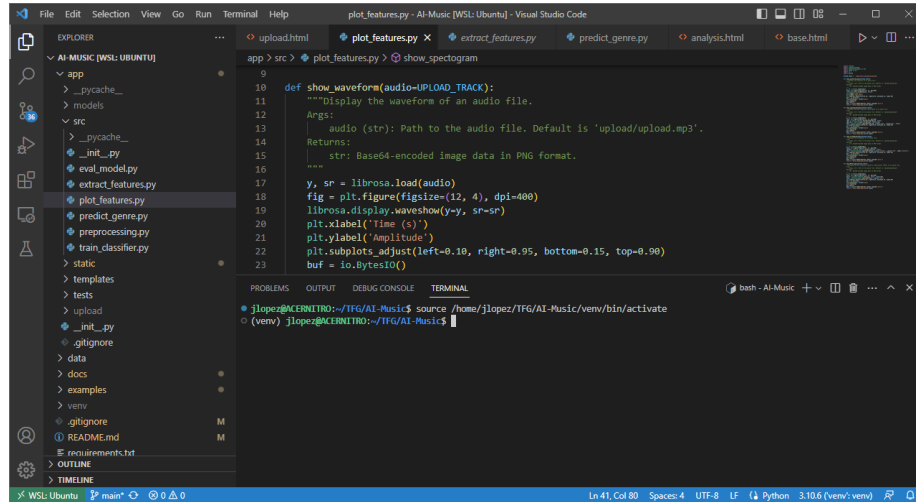 File Edit Selection View Go Run Terminal Help
plot_features.py - AI-Music [WSL: Ubuntu] - Visual Studio Code
EXPLORER
AI-MUSIC [WSL: UBUNTU]
app
__pycache__
models
src
__pycache__
__init__.py
eval_model.py
extract_features.py
plot_features.py
predict_genre.py
preprocessing.py
train_classifier.py
static
templates
tests
upload
__init__.py
.gitignore
data
docs
examples
venv
.gitignore M
README.md M
requirements.txt
OUTLINE
TIMELINE
36
upload.html plot_features.py extract_features.py predict_genre.py analysis.html base.html
app > src > plot_features.py > show_spectogram
9
10 def show_waveform(audio=UPLOAD_TRACK):
11 """Display the waveform of an audio file.
12 Args:
13 audio (str): Path to the audio file. Default is 'upload/upload.mp3'.
14 Returns:
15 str: Base64-encoded image data in PNG format.
16 """
17 y, sr = librosa.load(audio)
18 fig = plt.figure(figsize=(12, 4), dpi=400)
19 librosa.display.waveshow(y=y, sr=sr)
20 plt.xlabel('Time (s)')
21 plt.ylabel('Amplitude')
22 plt.subplots_adjust(left=0.10, right=0.95, bottom=0.15, top=0.90)
23 buf = io.BytesIO()
PROBLEMS OUTPUT DEBUG CONSOLE TERMINAL
bash - AI-Music
jlopez@ACERNITRO:~/TFG/AI-Music$ source /home/jlopez/TFG/AI-Music/venv/bin/activate
(venv) jlopez@ACERNITRO:~/TFG/AI-Music$
WSL: Ubuntu main* 0 0 Ln 41, Col 80 Spaces: 4 UTF-8 LF Python 3.10.6 ('venv': venv)